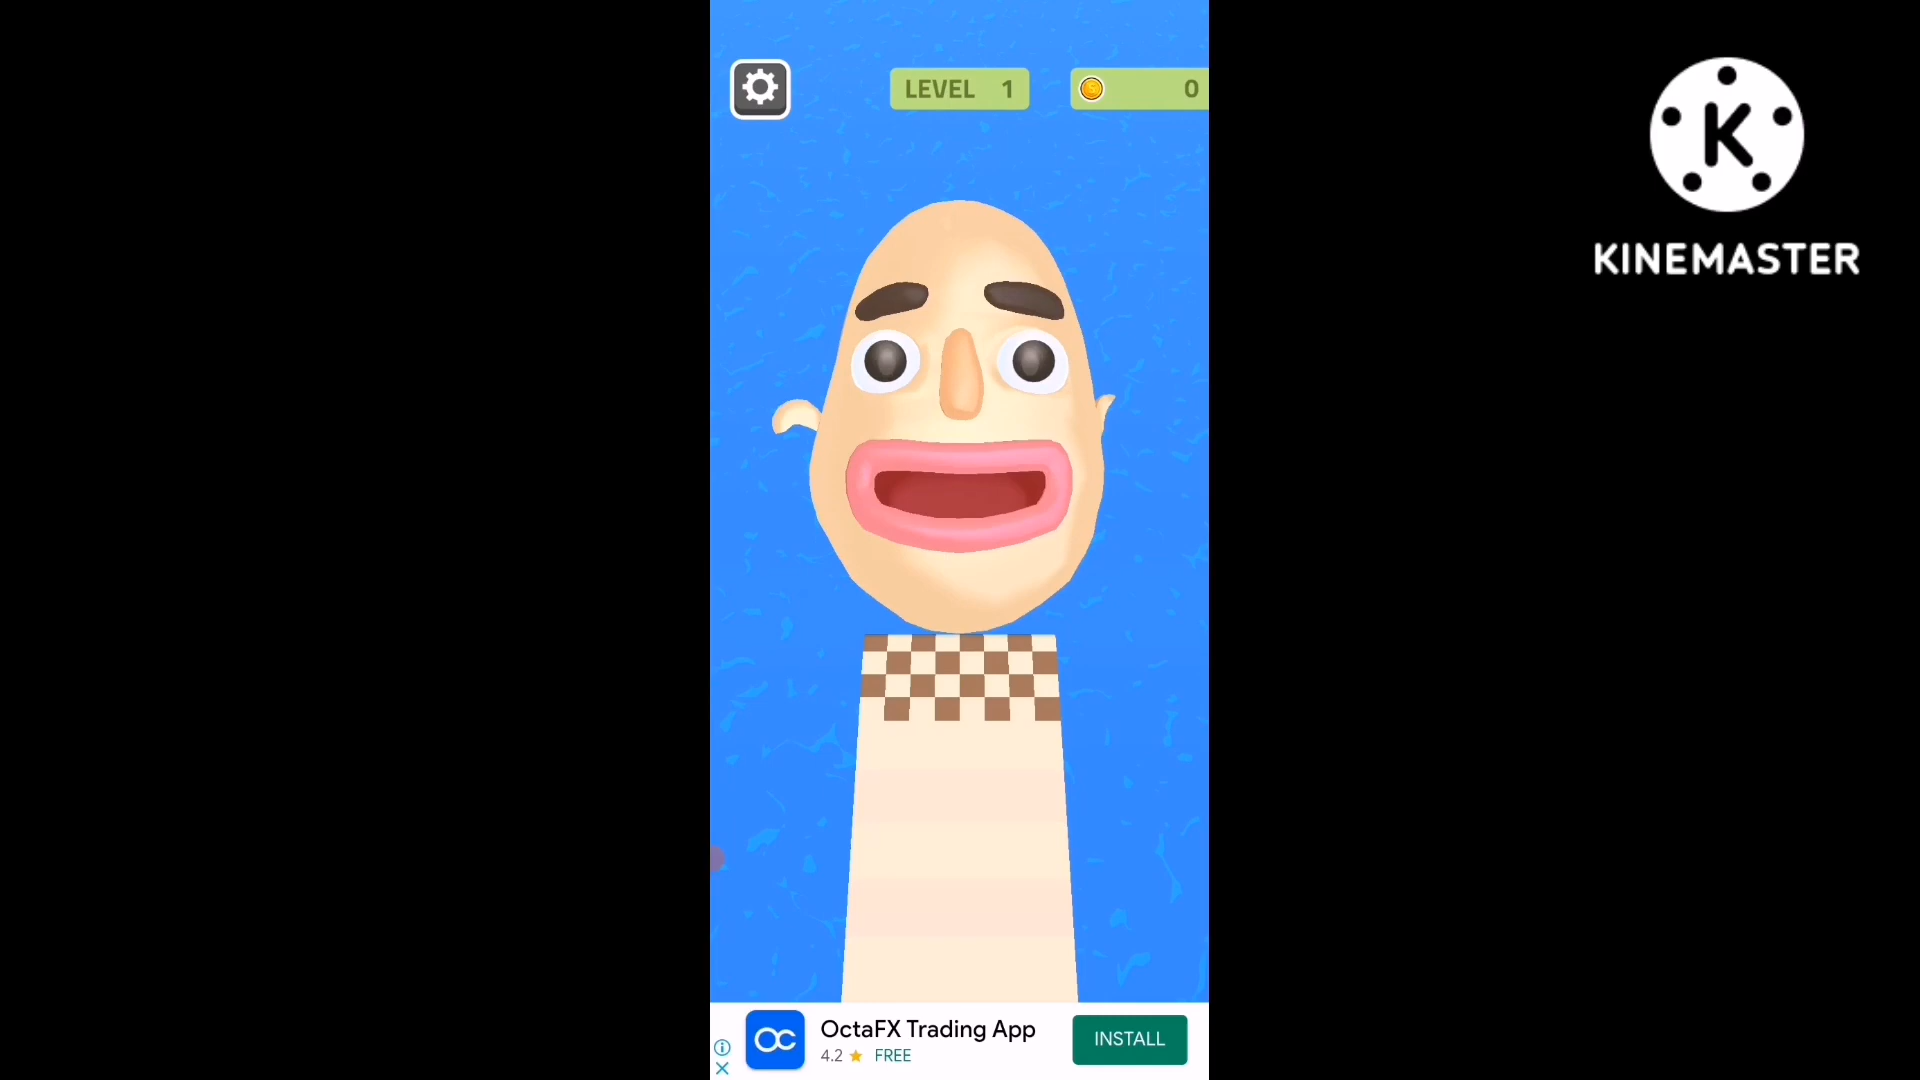 LEVEL 1
0
K
KINEMASTER
OctaFX Trading App
4.2 ★ FREE
INSTALL